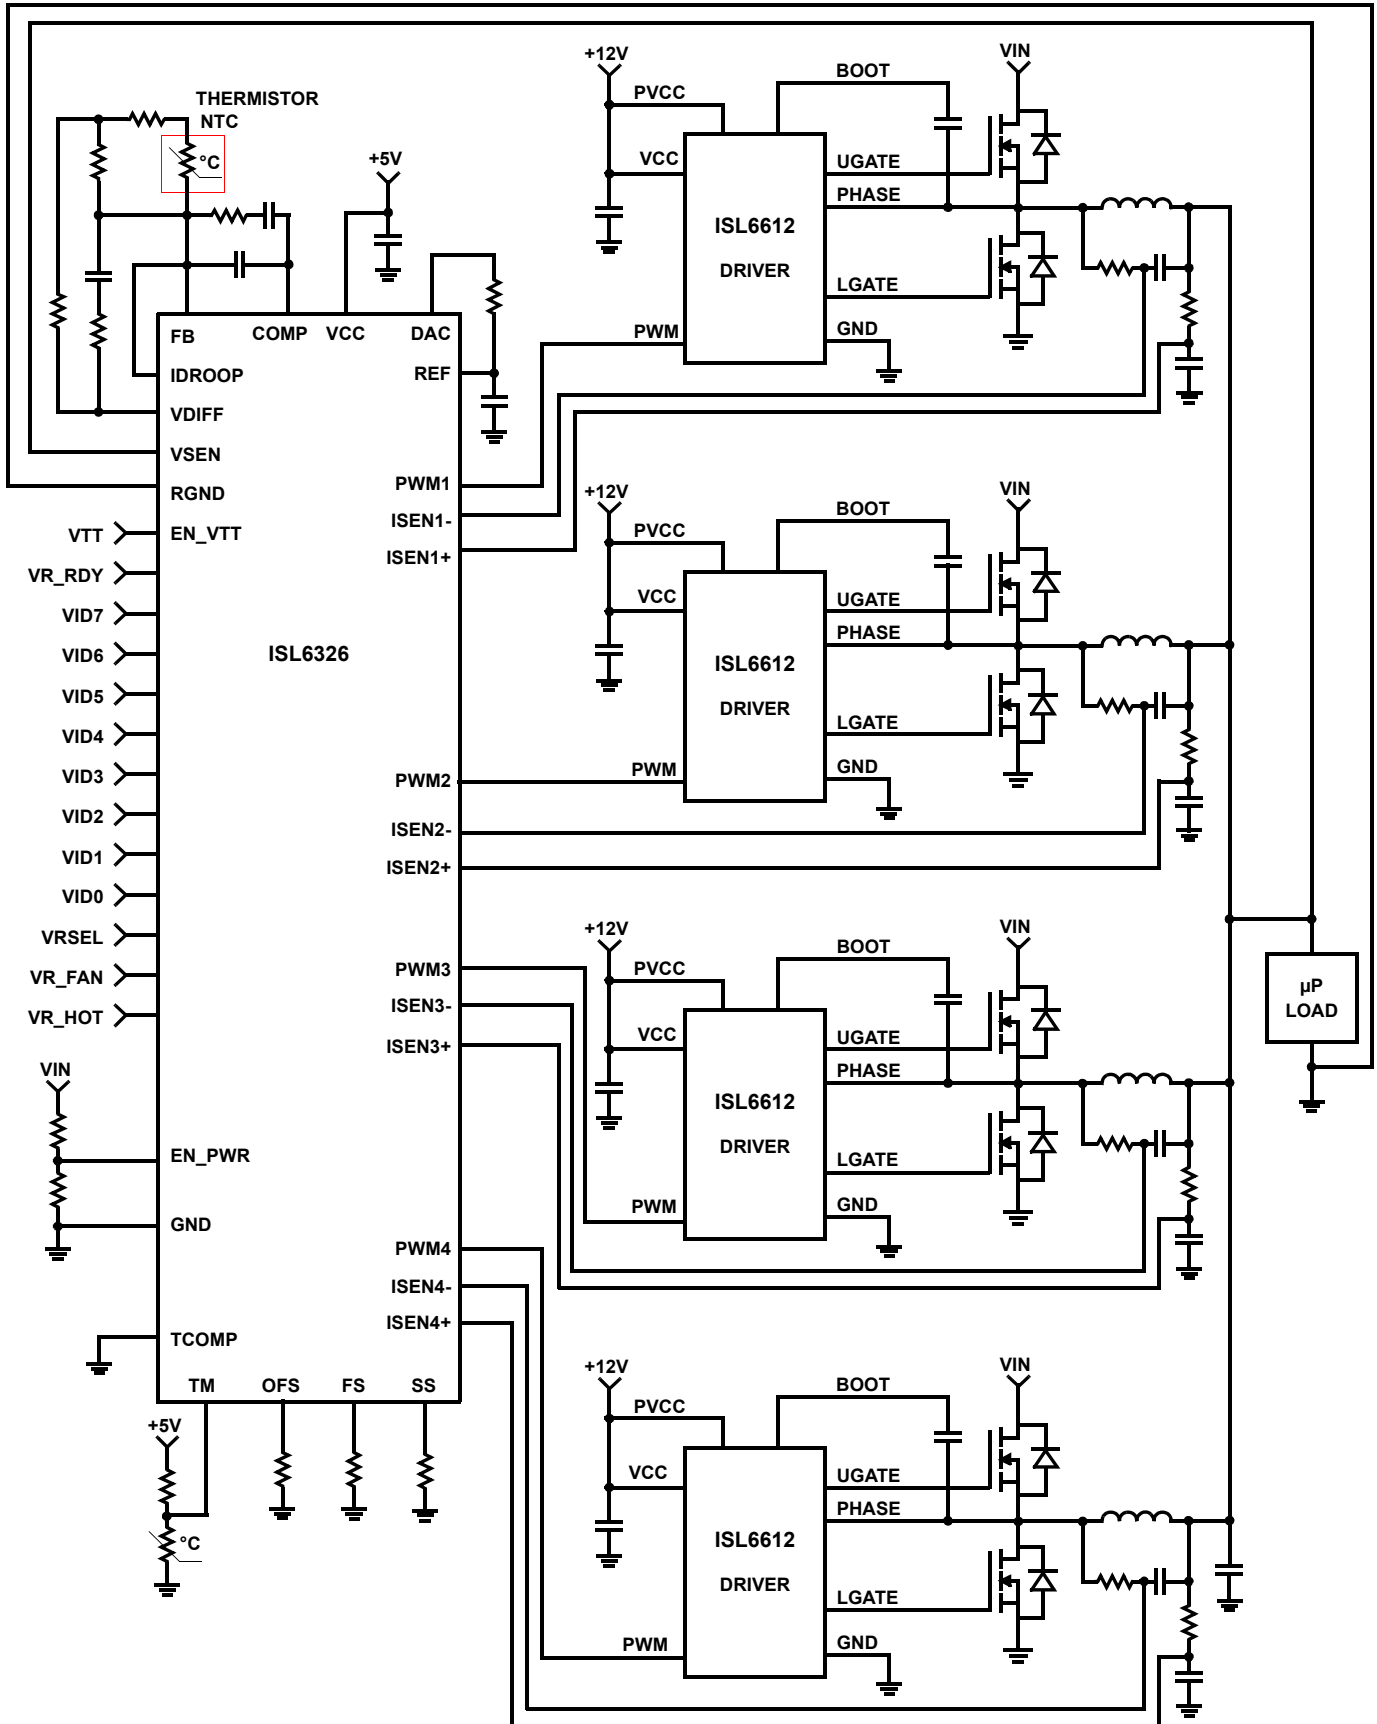 THERMISTOR
NTC
°C
+5V
FB
COMP
VCC
DAC
IDROOP
REF
VDIFF
VSEN
RGND
PWM1
ISEN1-
ISEN1+
VTT
EN_VTT
VR_RDY
VID7
VID6
ISL6326
VID5
VID4
VID3
PWM2
VID2
ISEN2-
VID1
ISEN2+
VID0
VRSEL
VR_FAN
PWM3
ISEN3-
VR_HOT
ISEN3+
VIN
EN_PWR
GND
PWM4
ISEN4-
ISEN4+
TCOMP
TM
OFS
FS
SS
+5V
°C
+12V
VIN
BOOT
PVCC
VCC
UGATE
PHASE
ISL6612
DRIVER
LGATE
GND
PWM
+12V
VIN
BOOT
PVCC
VCC
UGATE
PHASE
ISL6612
DRIVER
LGATE
GND
PWM
+12V
VIN
BOOT
PVCC
VCC
UGATE
PHASE
ISL6612
DRIVER
LGATE
GND
PWM
+12V
VIN
BOOT
PVCC
VCC
UGATE
PHASE
ISL6612
DRIVER
LGATE
GND
PWM
µP
LOAD